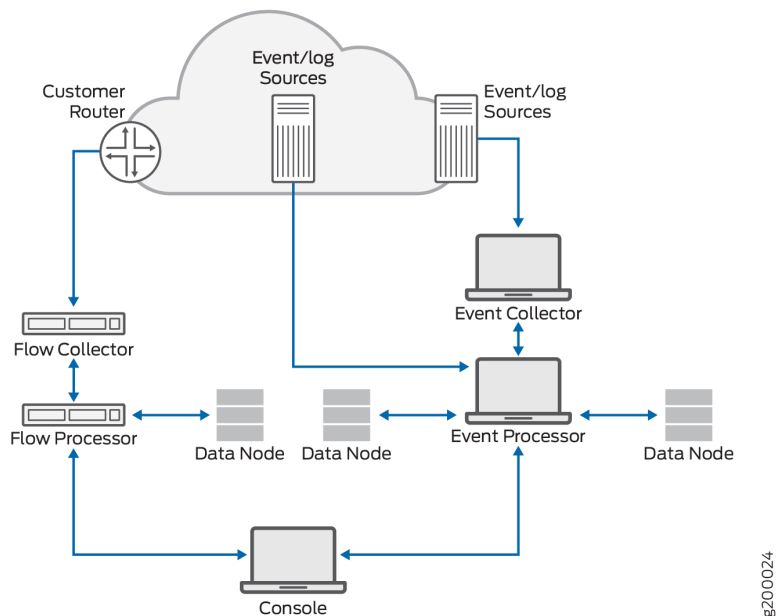 Event/log
Sources
Customer
Router
Event/log
Sources
Event Collector
Flow Collector
Flow Processor
Data Node
Data Node
Event Processor
Data Node
Console
g200024